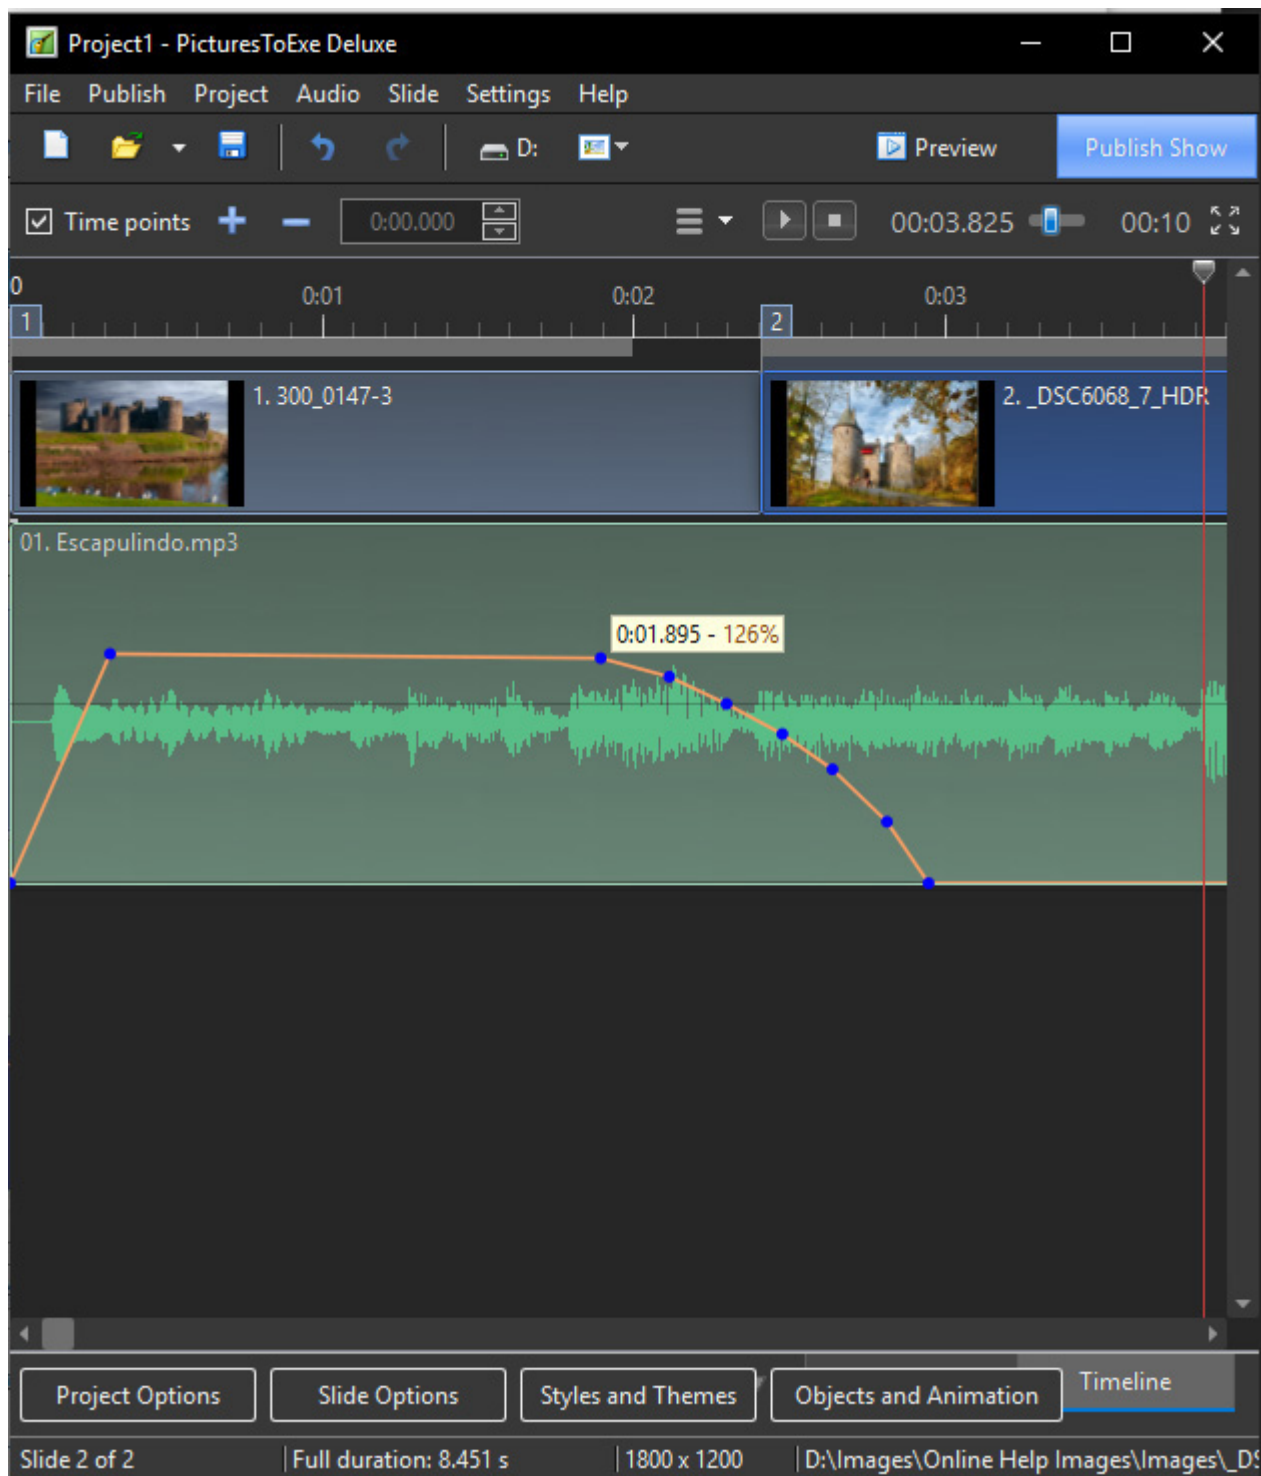 Project1 - PicturesToExe Deluxe
File Publish Project Audio Slide Settings Help
D: Preview Publish Show
Time points 0:00.000 00:03.825 00:10
0 0:01 0:02 0:03
1 2
1. 300_0147-3 2. _DSC6068_7_HDR
01. Escapulindo.mp3
0:01.895 - 126%
Project Options Slide Options Styles and Themes Objects and Animation Timeline
Slide 2 of 2 Full duration: 8.451 s 1800 x 1200 D:\Images\Online Help Images\Images\_DS